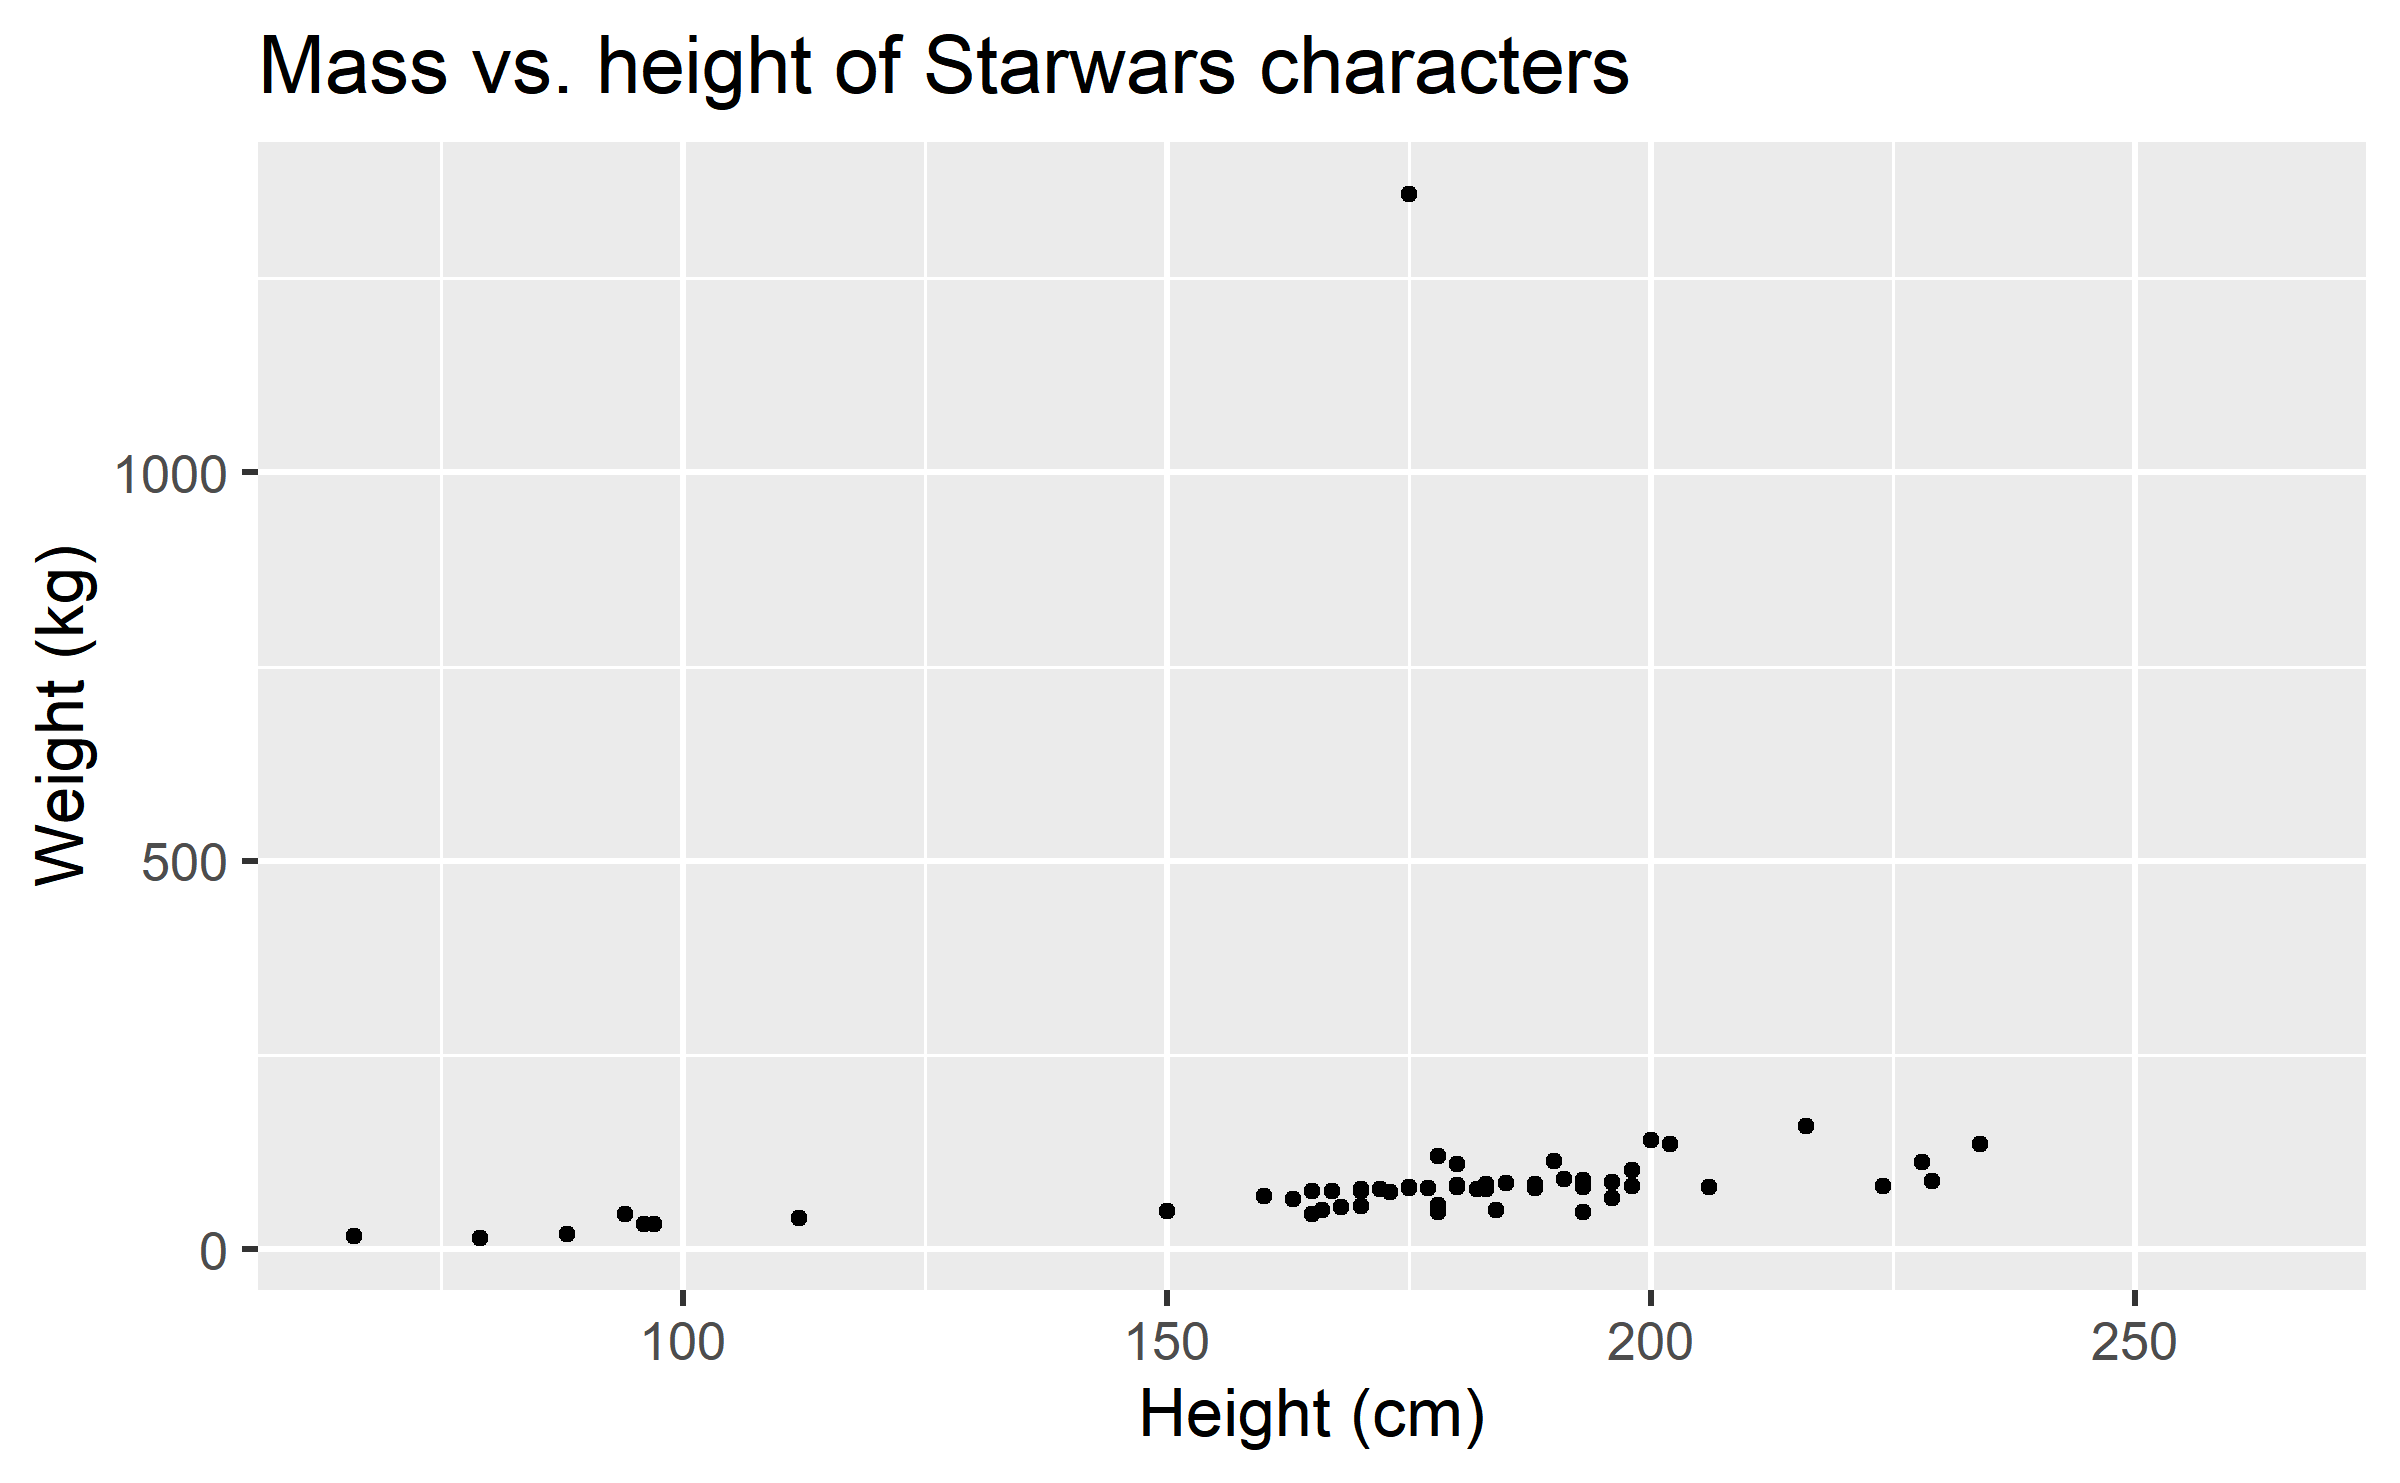 Mass vs. height of Starwars characters
1000
500
0
Weight (kg)
100 150 200 250
Height (cm)